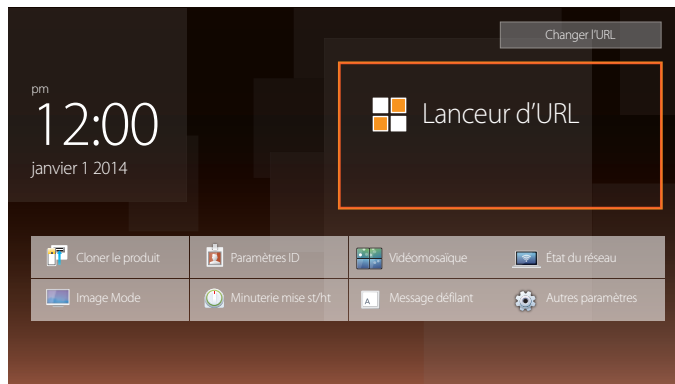 Changer l'URL
pm
12:00
janvier 1 2014
Lanceur d'URL
Cloner le produit
Paramètres ID
Vidéomosaïque
État du réseau
Image Mode
Minuterie mise st/ht
A
Message défilant
Autres paramètres